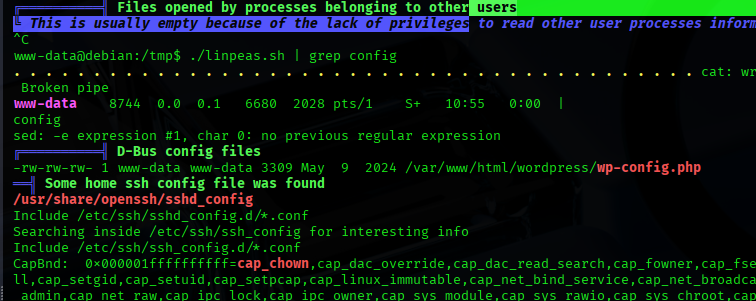 ╔══════════╣ Files opened by processes belonging to other users
╚ This is usually empty because of the lack of privileges to read other user processes inform
^C
www-data@debian:/tmp$ ./linpeas.sh | grep config
. . . . . . . . . . . . . . . . . . . . . . . . . . . . . . . . . . . . . . . . . . . . . . . . . cat: wr
Broken pipe
www-data 8744 0.0 0.1 6680 2028 pts/1 S+ 10:55 0:00 |
config
sed: -e expression #1, char 0: no previous regular expression
╔══════════╣ D-Bus config files
-rw-rw-rw- 1 www-data www-data 3309 May 9 2024 /var/www/html/wordpress/wp-config.php
══╣ Some home ssh config file was found
/usr/share/openssh/sshd_config
Include /etc/ssh/sshd_config.d/*.conf
Searching inside /etc/ssh/ssh_config for interesting info
Include /etc/ssh/ssh_config.d/*.conf
CapBnd: 0×000001ffffffffff=cap_chown,cap_dac_override,cap_dac_read_search,cap_fowner,cap_fse
ll,cap_setgid,cap_setuid,cap_setpcap,cap_linux_immutable,cap_net_bind_service,cap_net_broadca
admin,cap_net_raw,cap_ipc_lock,cap_ipc_owner,cap_sys_module,cap_sys_rawio,cap_sys_chroot,c